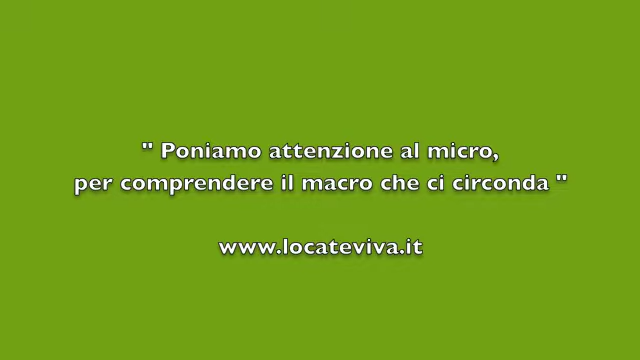 " Poniamo attenzione al micro,
per comprendere il macro che ci circonda "
www.locateviva.it